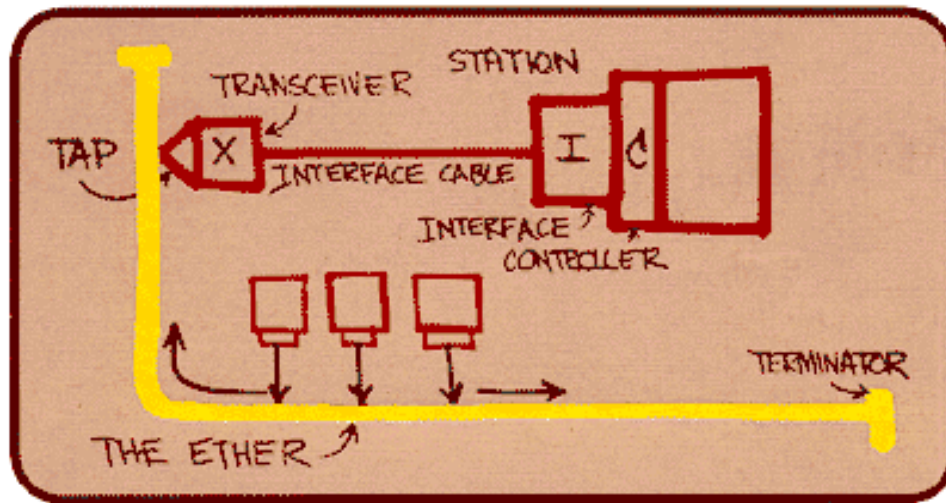 STATION
TRANSCEIVER
TAP
X
I
C
INTERFACE CABLE
INTERFACE
CONTROLLER
TERMINATOR
THE ETHER